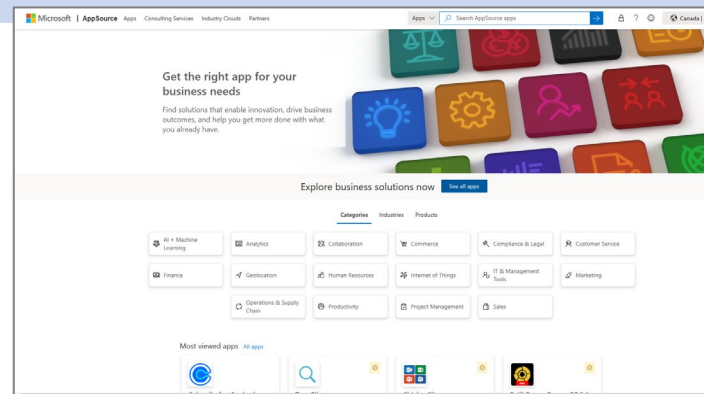 Microsoft | AppSource Apps Consulting Services Industry Clouds Partners
Apps Search AppSource apps
? Canada |
Get the right app for your
business needs
Find solutions that enable innovation, drive business
outcomes, and help you get more done with what
you already have.
Explore business solutions now See all apps
Categories Industries Products
AI + Machine
Learning
Analytics
Collaboration
Commerce
Compliance & Legal
Customer Service
Finance
Geolocation
Human Resources
Internet of Things
IT & Management
Tools
Marketing
Operations & Supply
Chain
Productivity
Project Management
Sales
Most viewed apps All apps